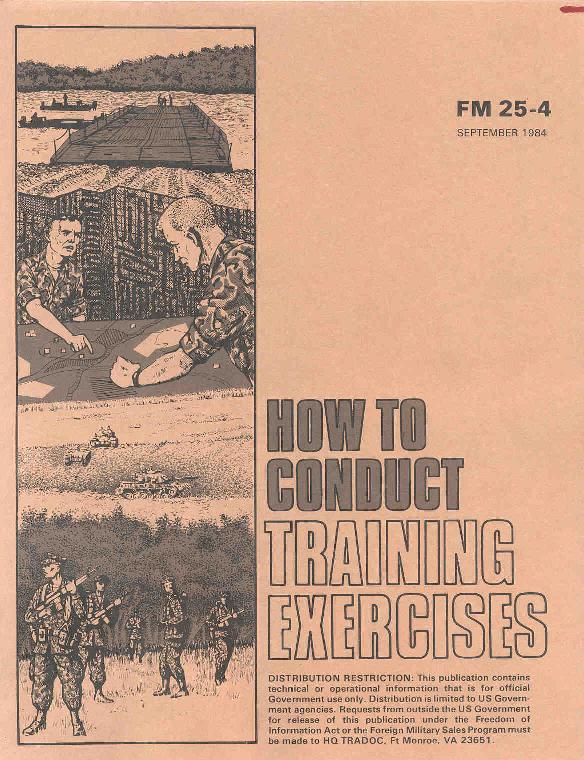 FM 25-4
SEPTEMBER 1984
HOW TO
CONDUCT
TRAINING
EXERCISES
DISTRIBUTION RESTRICTION: This publication contains
technical or operational information that is for official
Government use only. Distribution is limited to US Govern-
ment agencies. Requests from outside the US Government
for release of this publication under the Freedom of
Information Act or the Foreign Military Sales Program must
be made to HQ TRADOC, Ft Monroe, VA 23651.